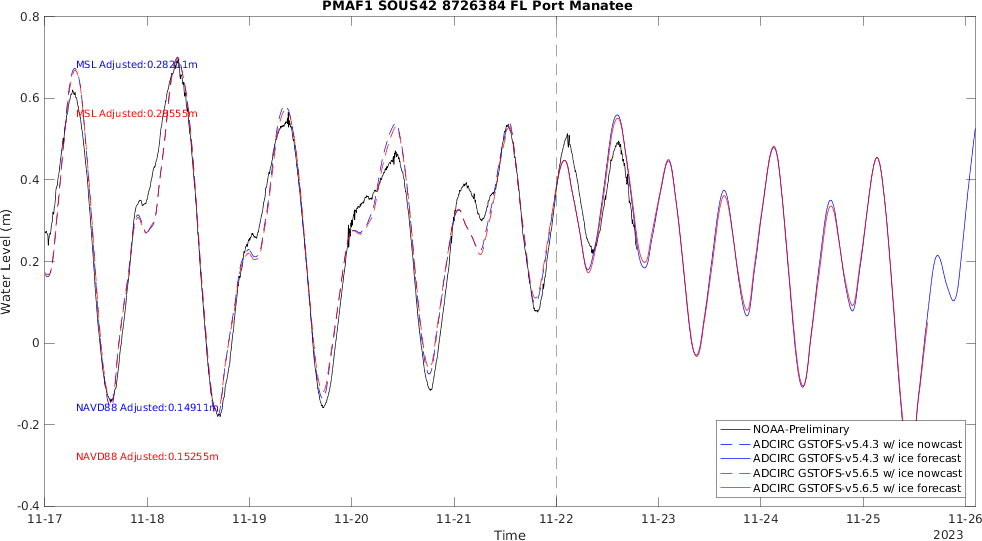 PMAF1 SOUS42 8726384 FL Port Manatee
0.8
0.6
0.4
0.2
0
-0.2
-0.4
Water Level (m)
MSL Adjusted:0.28211m
MSL Adjusted:0.28555m
NAVD88 Adjusted:0.14911m
NAVD88 Adjusted:0.15255m
NOAA-Preliminary
ADCIRC GSTOFS-v5.4.3 w/ ice nowcast
ADCIRC GSTOFS-v5.4.3 w/ ice forecast
ADCIRC GSTOFS-v5.6.5 w/ ice nowcast
ADCIRC GSTOFS-v5.6.5 w/ ice forecast
11-17 11-18 11-19 11-20 11-21 11-22 11-23 11-24 11-25 11-26
Time
2023